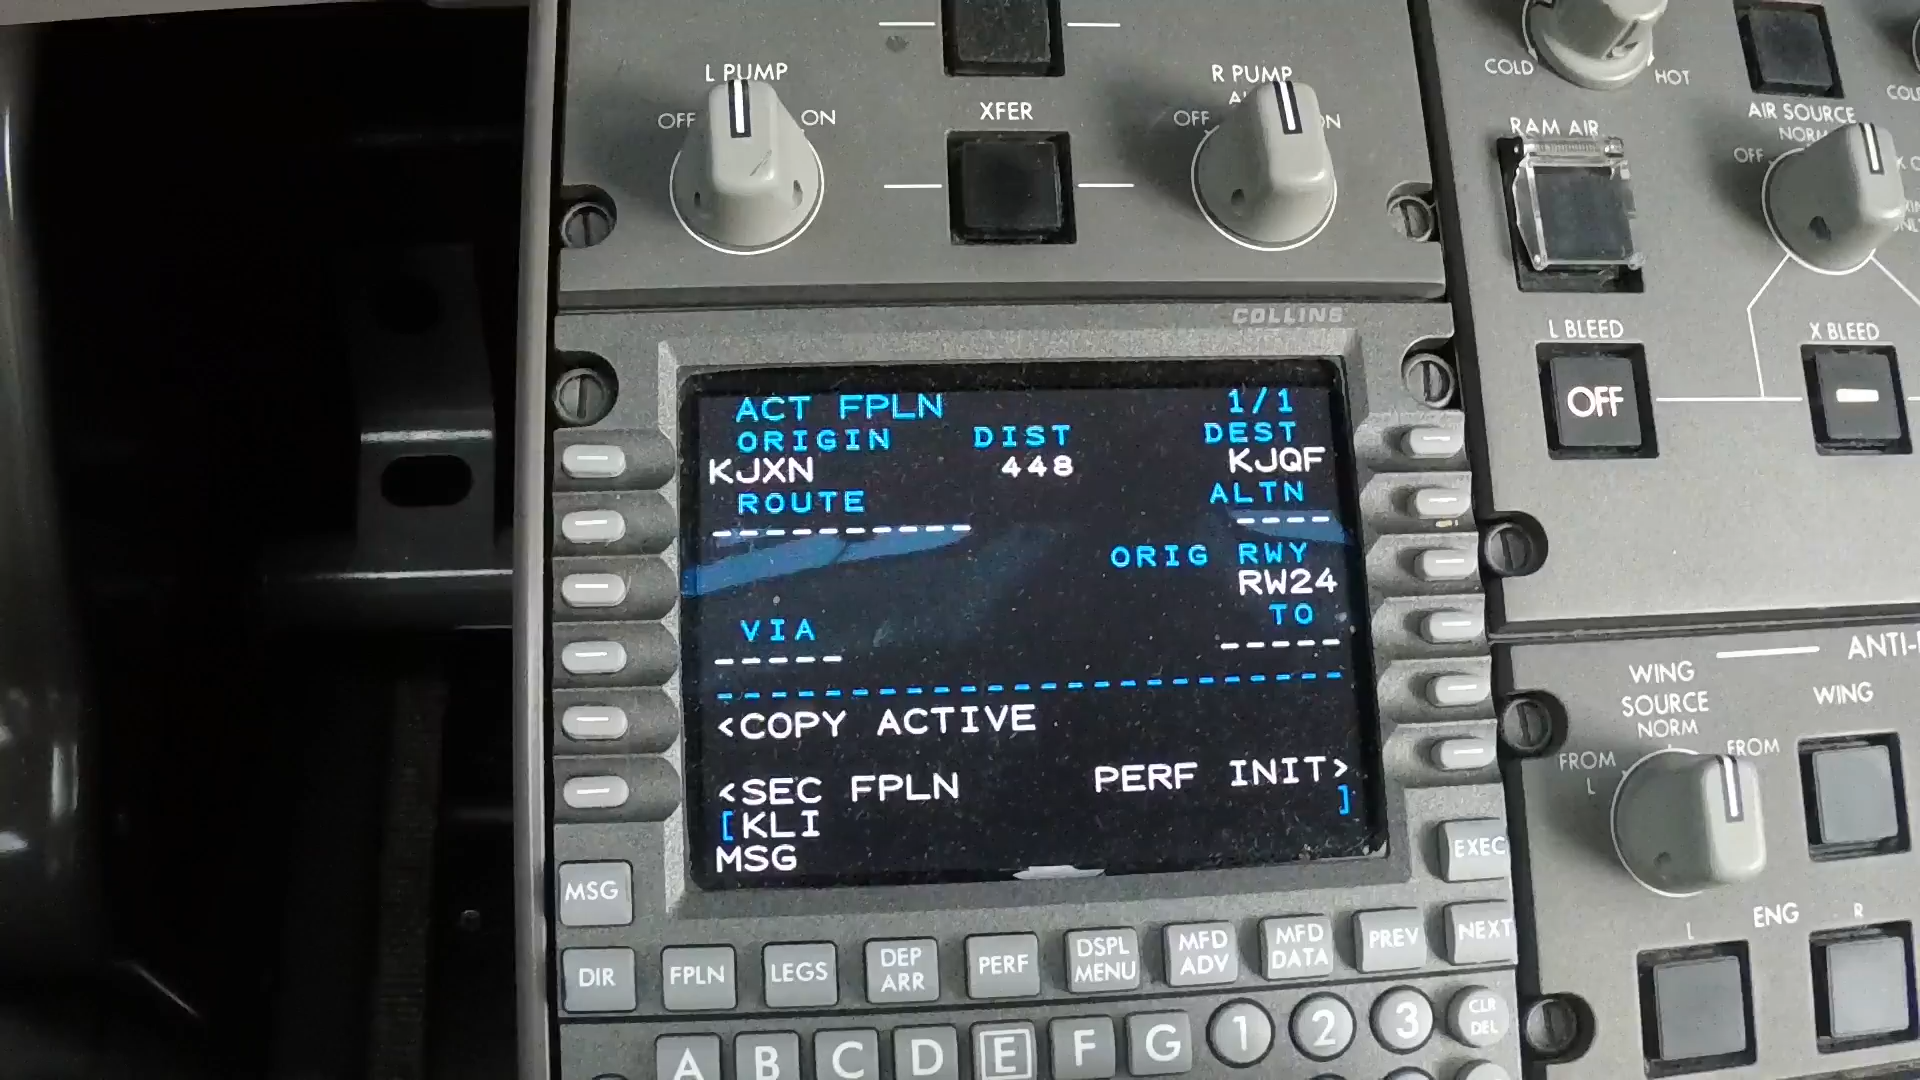 L PUMP
OFF
ON
XFER
R PUMP
OFF
COLD
HOT
RAM AIR
AIR SOURCE
NORM
OFF
L BLEED
X BLEED
OFF
COLLINS
ACT FPLN 1/1
ORIGIN DIST DEST
KJXN 448 KJQF
ROUTE ALTN
---------- ----
ORIG RWY
RW24
VIA TO
----- -----
<COPY ACTIVE
<SEC FPLN PERF INIT>
[KLI ]
MSG
WING
SOURCE
NORM
FROM
L
FROM
WING
ENG
L
R
MSG
EXEC
DIR
FPLN
LEGS
DEP
ARR
PERF
DSPL
MENU
MFD
ADV
MFD
DATA
PREV
NEXT
A B C D E F G 1 2 3
CLR
DEL